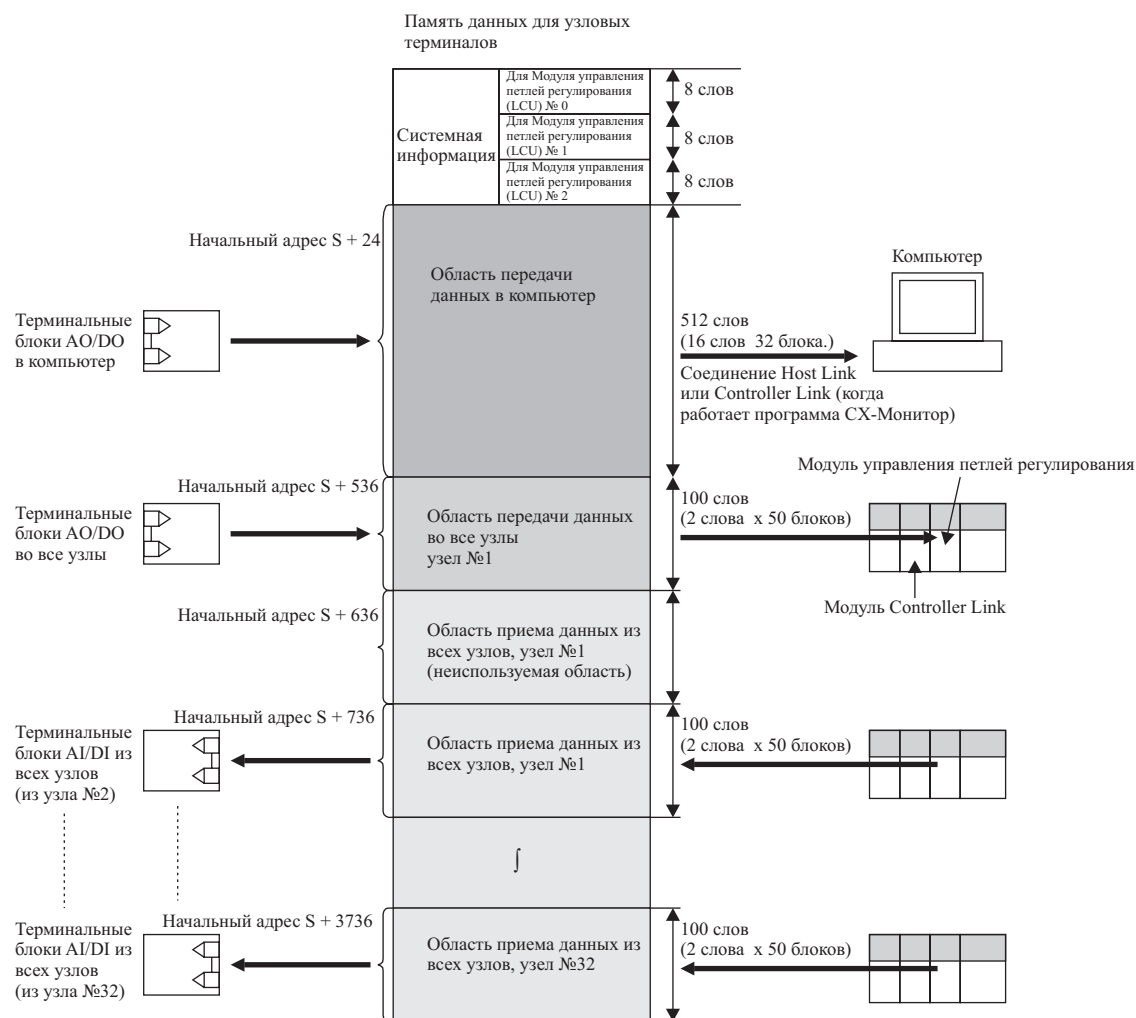 Память данных для узловых
терминалов
Системная
информация
Для Модуля управления
петлей регулирования
(LCU) № 0
8 слов
Для Модуля управления
петлей регулирования
(LCU) № 1
8 слов
Для Модуля управления
петлей регулирования
(LCU) № 2
8 слов
Начальный адрес S + 24
Область передачи
данных в компьютер
Терминальные
блоки AO/DO
в компьютер
512 слов
(16 слов 32 блока.)
Соединение Host Link
или Controller Link (когда
работает программа CX-Монитор)
Компьютер
Начальный адрес S + 536
Терминальные
блоки AO/DO
во все узлы
Область передачи данных
во все узлы
узел №1
100 слов
(2 слова х 50 блоков)
Модуль управления петлей регулирования
Модуль Controller Link
Начальный адрес S + 636
Область приема данных из
всех узлов, узел №1
(неиспользуемая область)
Начальный адрес S + 736
Терминальные
блоки AI/DI из
всех узлов
(из узла №2)
Область приема данных из
всех узлов, узел №1
100 слов
(2 слова х 50 блоков)
∫
Начальный адрес S + 3736
Терминальные
блоки AI/DI из
всех узлов
(из узла №32)
Область приема данных из
всех узлов, узел №32
100 слов
(2 слова х 50 блоков)